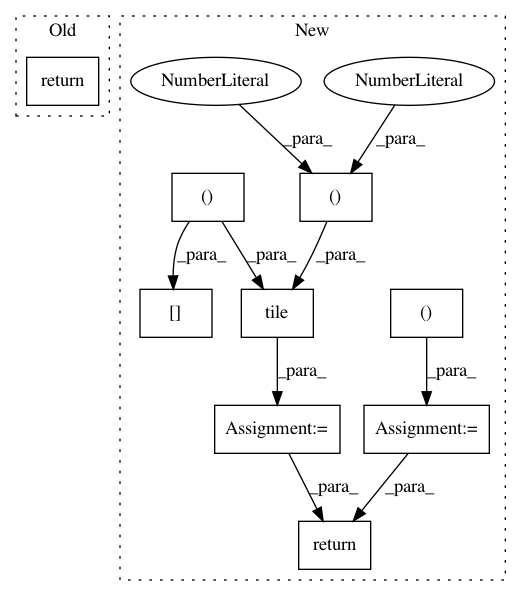 Old
New
return
NumberLiteral
NumberLiteral
_para_
_para_
()
()
_para_
_para_
_para_
[]
tile
()
_para_
_para_
Assignment:=
Assignment:=
_para_
_para_
return